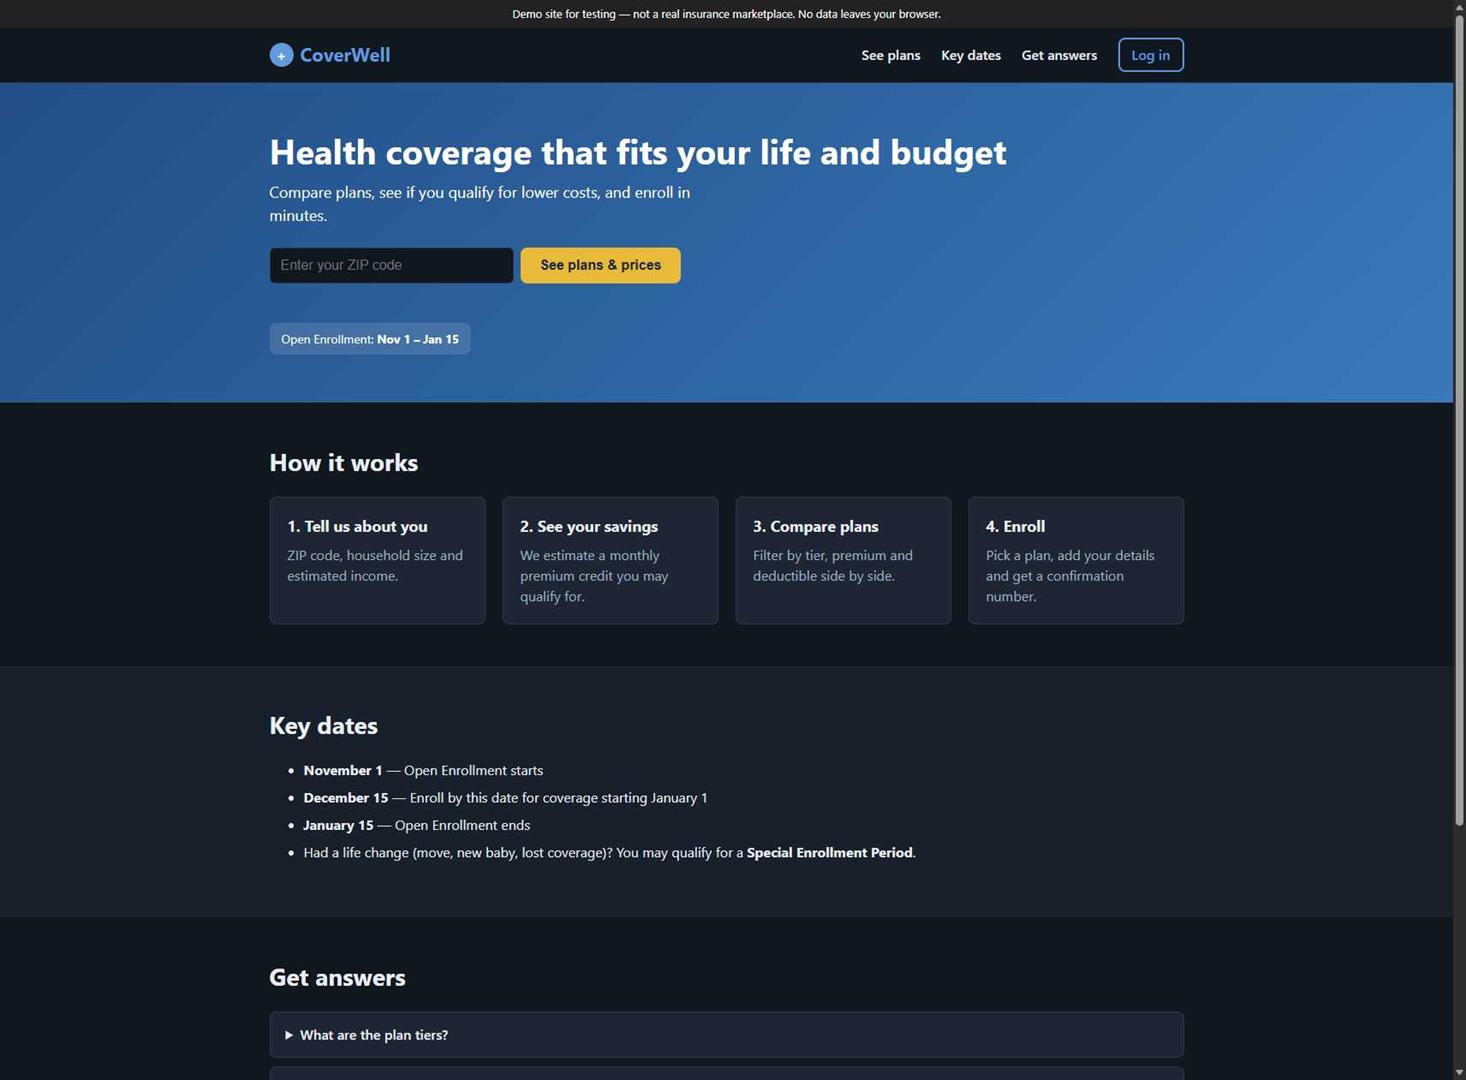 Demo site for testing — not a real insurance marketplace. No data leaves your browser.
+ CoverWell
See plans
Key dates
Get answers
Log in
Health coverage that fits your life and budget
Compare plans, see if you qualify for lower costs, and enroll in
minutes.
Enter your ZIP code
See plans & prices
Open Enrollment: Nov 1 – Jan 15
How it works
1. Tell us about you
ZIP code, household size and
estimated income.
2. See your savings
We estimate a monthly
premium credit you may
qualify for.
3. Compare plans
Filter by tier, premium and
deductible side by side.
4. Enroll
Pick a plan, add your details
and get a confirmation
number.
Key dates
• November 1 — Open Enrollment starts
• December 15 — Enroll by this date for coverage starting January 1
• January 15 — Open Enrollment ends
• Had a life change (move, new baby, lost coverage)? You may qualify for a Special Enrollment Period.
Get answers
What are the plan tiers?